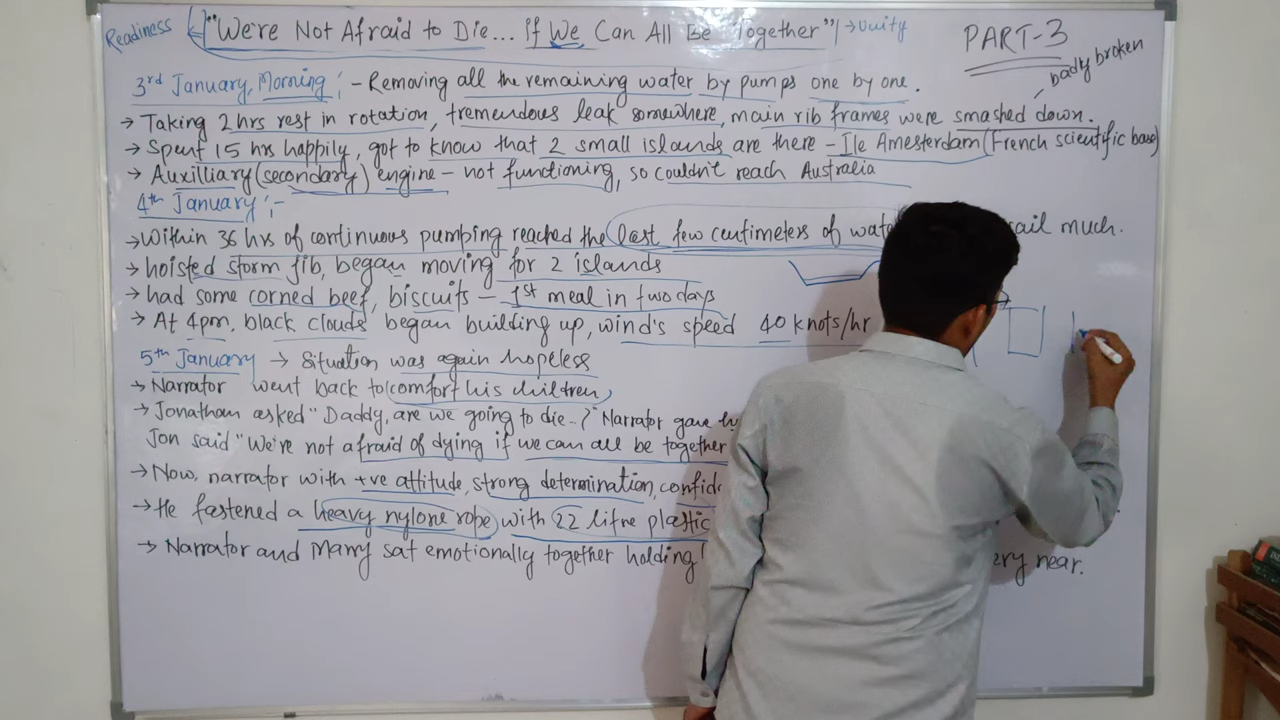 Readiness "We're Not Afraid to Die... If We Can All Be Together" → Unity
PART-3
badly broken
3rd January, Morning :- Removing all the remaining water by pumps one by one.
→ Taking 2 hrs rest in rotation, tremendous leak somewhere, main rib frames were smashed down.
→ Spent 15 hrs happily, got to know that 2 small islands are there - Ile Amesterdam (French scientific base)
→ Auxilliary (secondary) engine - not functioning, so couldn't reach Australia
4th January :-
→ Within 36 hrs of continuous pumping reached the last few centimeters of wate ail much.
→ hoisted storm jib, began moving for 2 islands
→ had some corned beef, biscuits - 1st meal in two days
→ At 4pm, black clouds began building up, wind's speed 40 knots/hr
5th January → Situation was again hopeless
→ Narrator went back to comfort his children,
→ Jonathan asked "Daddy, are we going to die..?" Narrator gave
Jon said "We're not afraid of dying if we can all be together
→ Now, narrator with +ve attitude, strong determination, confid
→ He fastened a heavy nylone rope with 22 litre plastic
→ Narrator and Mary sat emotionally together holding ery near.